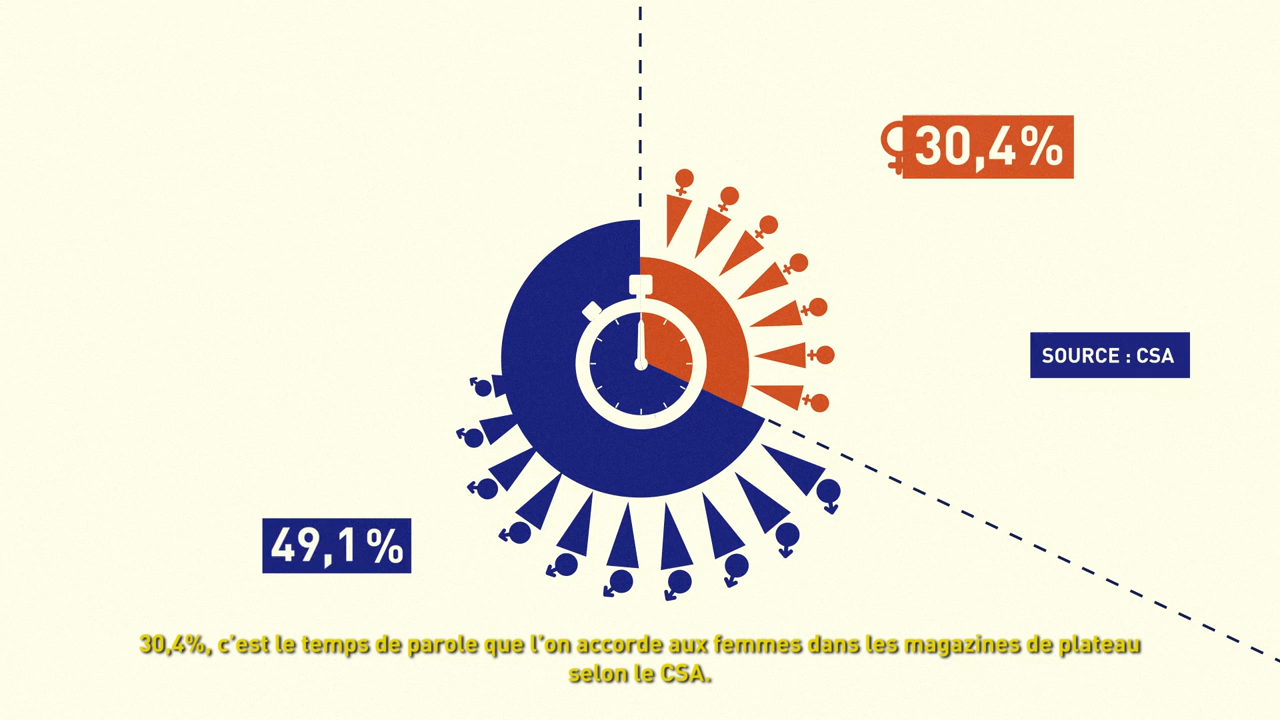 30,4%
SOURCE : CSA
49,1%
30,4%, c'est le temps de parole que l'on accorde aux femmes dans les magazines de plateau
selon le CSA.